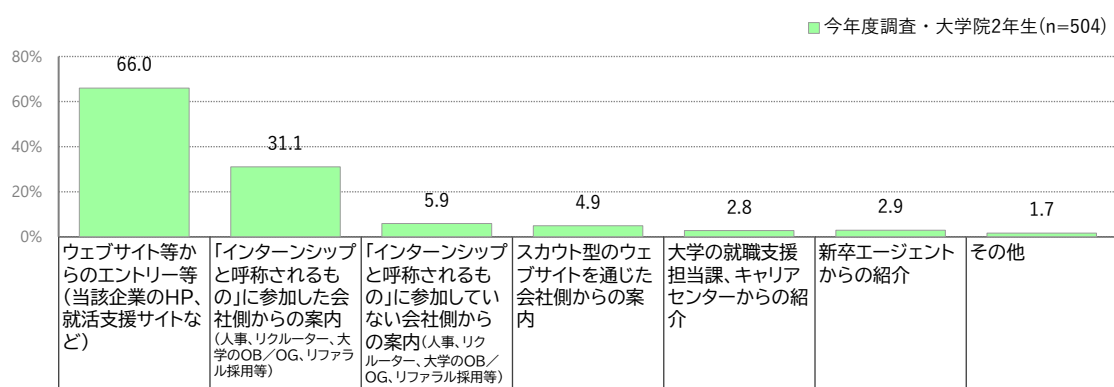 今年度調査・大学院2年生(n=504)
80%
60%
40%
20%
0%
66.0
31.1
5.9
4.9
2.8
2.9
1.7
ウェブサイト等か
らのエントリー等
(当該企業のHP、
就活支援サイトな
ど)
「インターンシップ
と呼称されるも
の」に参加した会
社側からの案内
(人事、リクルーター、大
学のOB/OG、リファラ
ル採用等)
「インターンシップ
と呼称されるも
の」に参加してい
ない会社側から
の案内(人事、リク
ルーター、大学のOB/
OG、リファラル採用等)
スカウト型のウェ
ブサイトを通じた
会社側からの案
内
大学の就職支援
担当課、キャリア
センターからの紹
介
新卒エージェント
からの紹介
その他